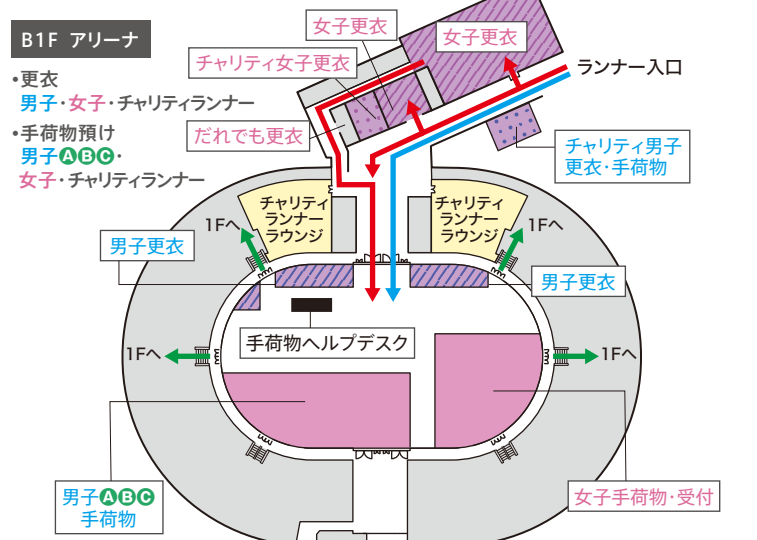 B1F アリーナ
•更衣
男子・女子・チャリティランナー
•手荷物預け
男子ABC・
女子・チャリティランナー
女子更衣
女子更衣
チャリティ女子更衣
だれでも更衣
ランナー入口
チャリティ男子
更衣・手荷物
チャリティ
ランナー
ラウンジ
チャリティ
ランナー
ラウンジ
1Fへ
1Fへ
男子更衣
男子更衣
手荷物ヘルプデスク
1Fへ
1Fへ
男子ABC
手荷物
女子手荷物・受付